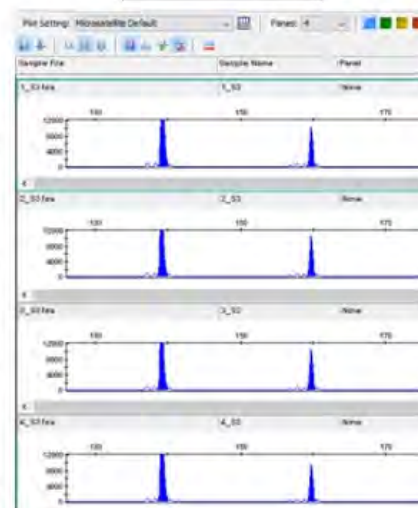 Plot Setting: Microsatellite Default Panes: 4
Sample File Sample Name Panel
1_S3.fsa 1_S3 None
130 150 170
12000
8000
4000
0
2_S3.fsa 2_S3 None
130 150 170
12000
8000
4000
0
3_S3.fsa 3_S3 None
130 150 170
12000
8000
4000
0
4_S3.fsa 4_S3 None
130 150 170
12000
8000
4000
0